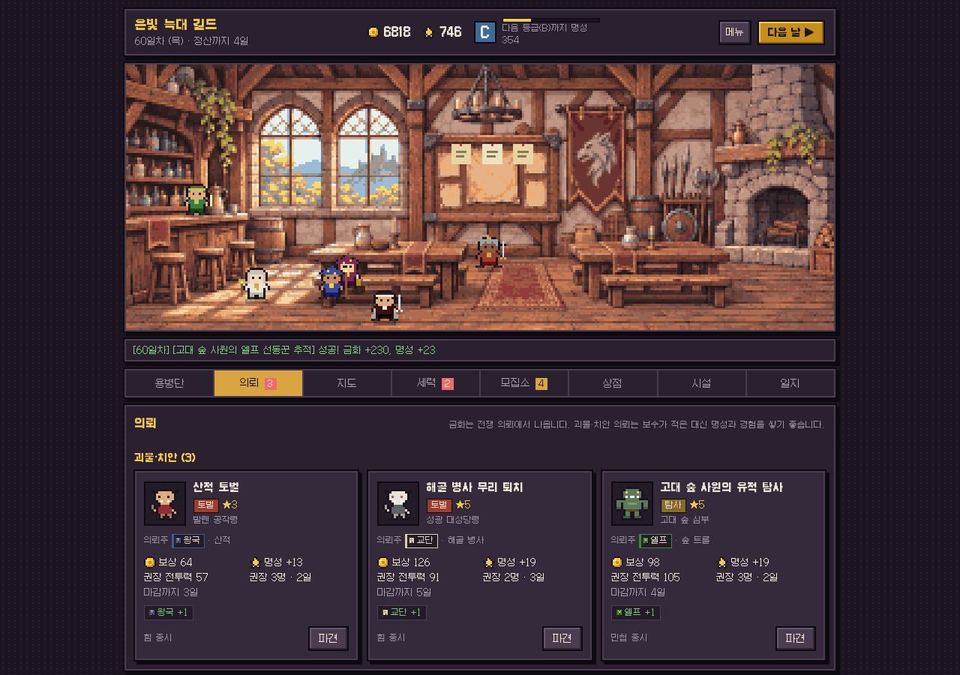 은빛 늑대 길드
60일차 (목) · 정산까지 4일
6818
746
C
다음 등급(B)까지 명성
354
메뉴
다음 날 ▶
[60일차] [고대 숲 사원의 엘프 선동꾼 추적] 성공! 금화 +230, 명성 +23
용병단
의뢰 3
지도
세력 2
모집소 4
상점
시설
일지
의뢰
금화는 전쟁 의뢰에서 나옵니다. 괴물·치안 의뢰는 보수가 적은 대신 명성과 경험을 쌓기 좋습니다.
괴물·치안 (3)
산적 토벌
토벌 ★3
발렌 공작령
의뢰주 왕국 · 산적
보상 64
명성 +13
권장 전투력 57
권장 3명 · 2일
마감까지 3일
왕국 +1
힘 중시
파견
해골 병사 무리 퇴치
토벌 ★5
성광 대성당령
의뢰주 교단 · 해골 병사
보상 126
명성 +19
권장 전투력 91
권장 2명 · 3일
마감까지 5일
교단 +1
힘 중시
파견
고대 숲 사원의 유적 탐사
탐사 ★5
고대 숲 심부
의뢰주 엘프 · 숲 트롤
보상 98
명성 +19
권장 전투력 105
권장 3명 · 2일
마감까지 4일
엘프 +1
민첩 중시
파견